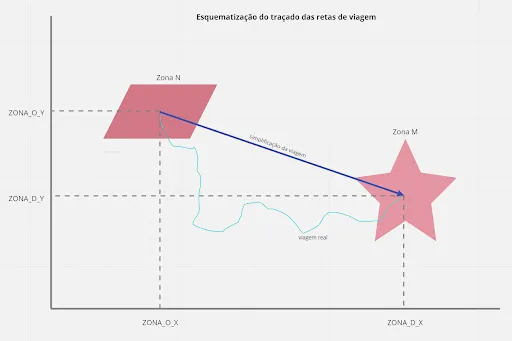 Esquematização do traçado das retas de viagem
Zona N
ZONA_O_Y
simplificação da viagem
Zona M
ZONA_D_Y
viagem real
ZONA_O_X
ZONA_D_X